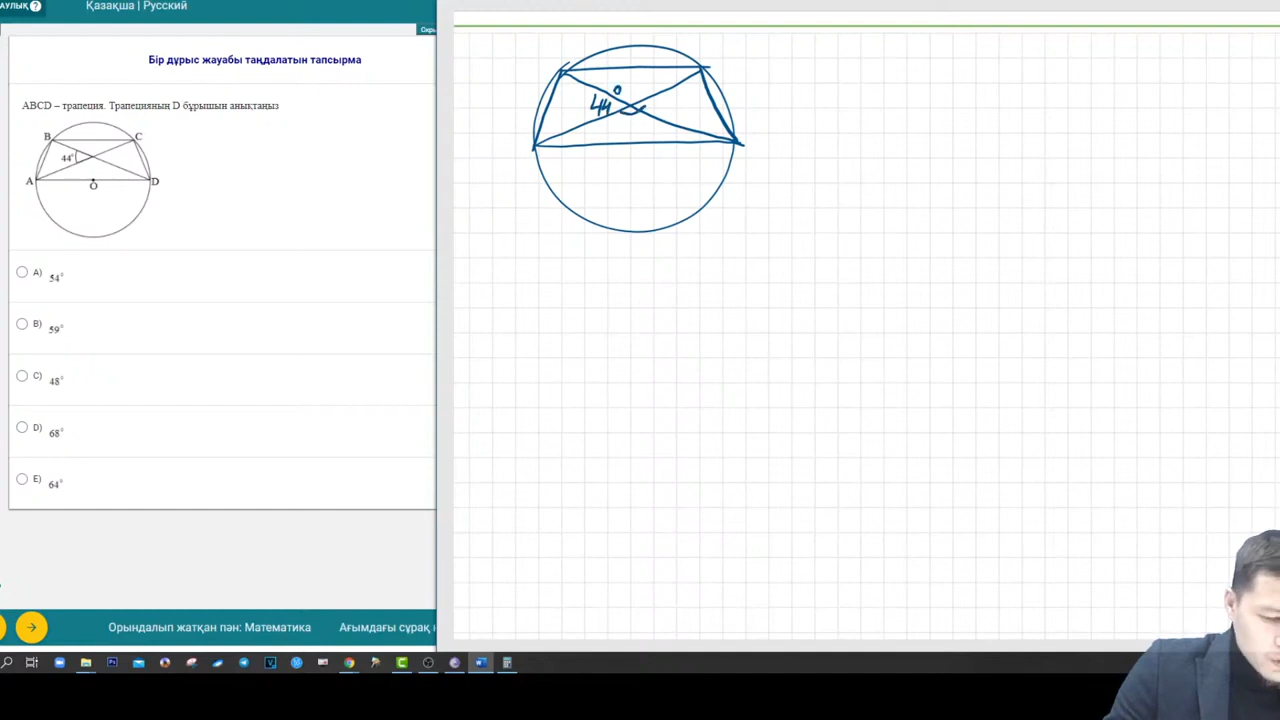 АУЛЫҚ ?
Қазақша | Русский
Скры
Бір дұрыс жауабы таңдалатын тапсырма
ABCD – трапеция. Трапецияның D бұрышын анықтаңыз
B
C
44°
A
O
D
A) 54°
B) 59°
C) 48°
D) 68°
E) 64°
Орындалып жатқан пән: Математика
Ағымдағы сұрақ н
44°